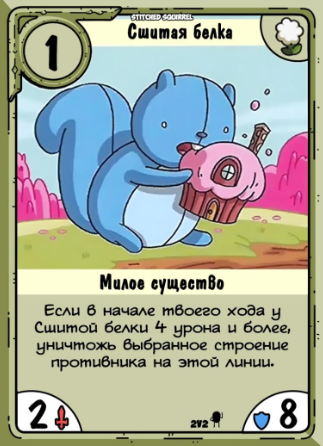 STITCHED SQUIRREL
1
Сшитая белка
Милое существо
Если в начале твоего хода у
Сшитой белки 4 урона и более,
уничтожь выбранное строение
противника на этой линии.
2
2V2
8